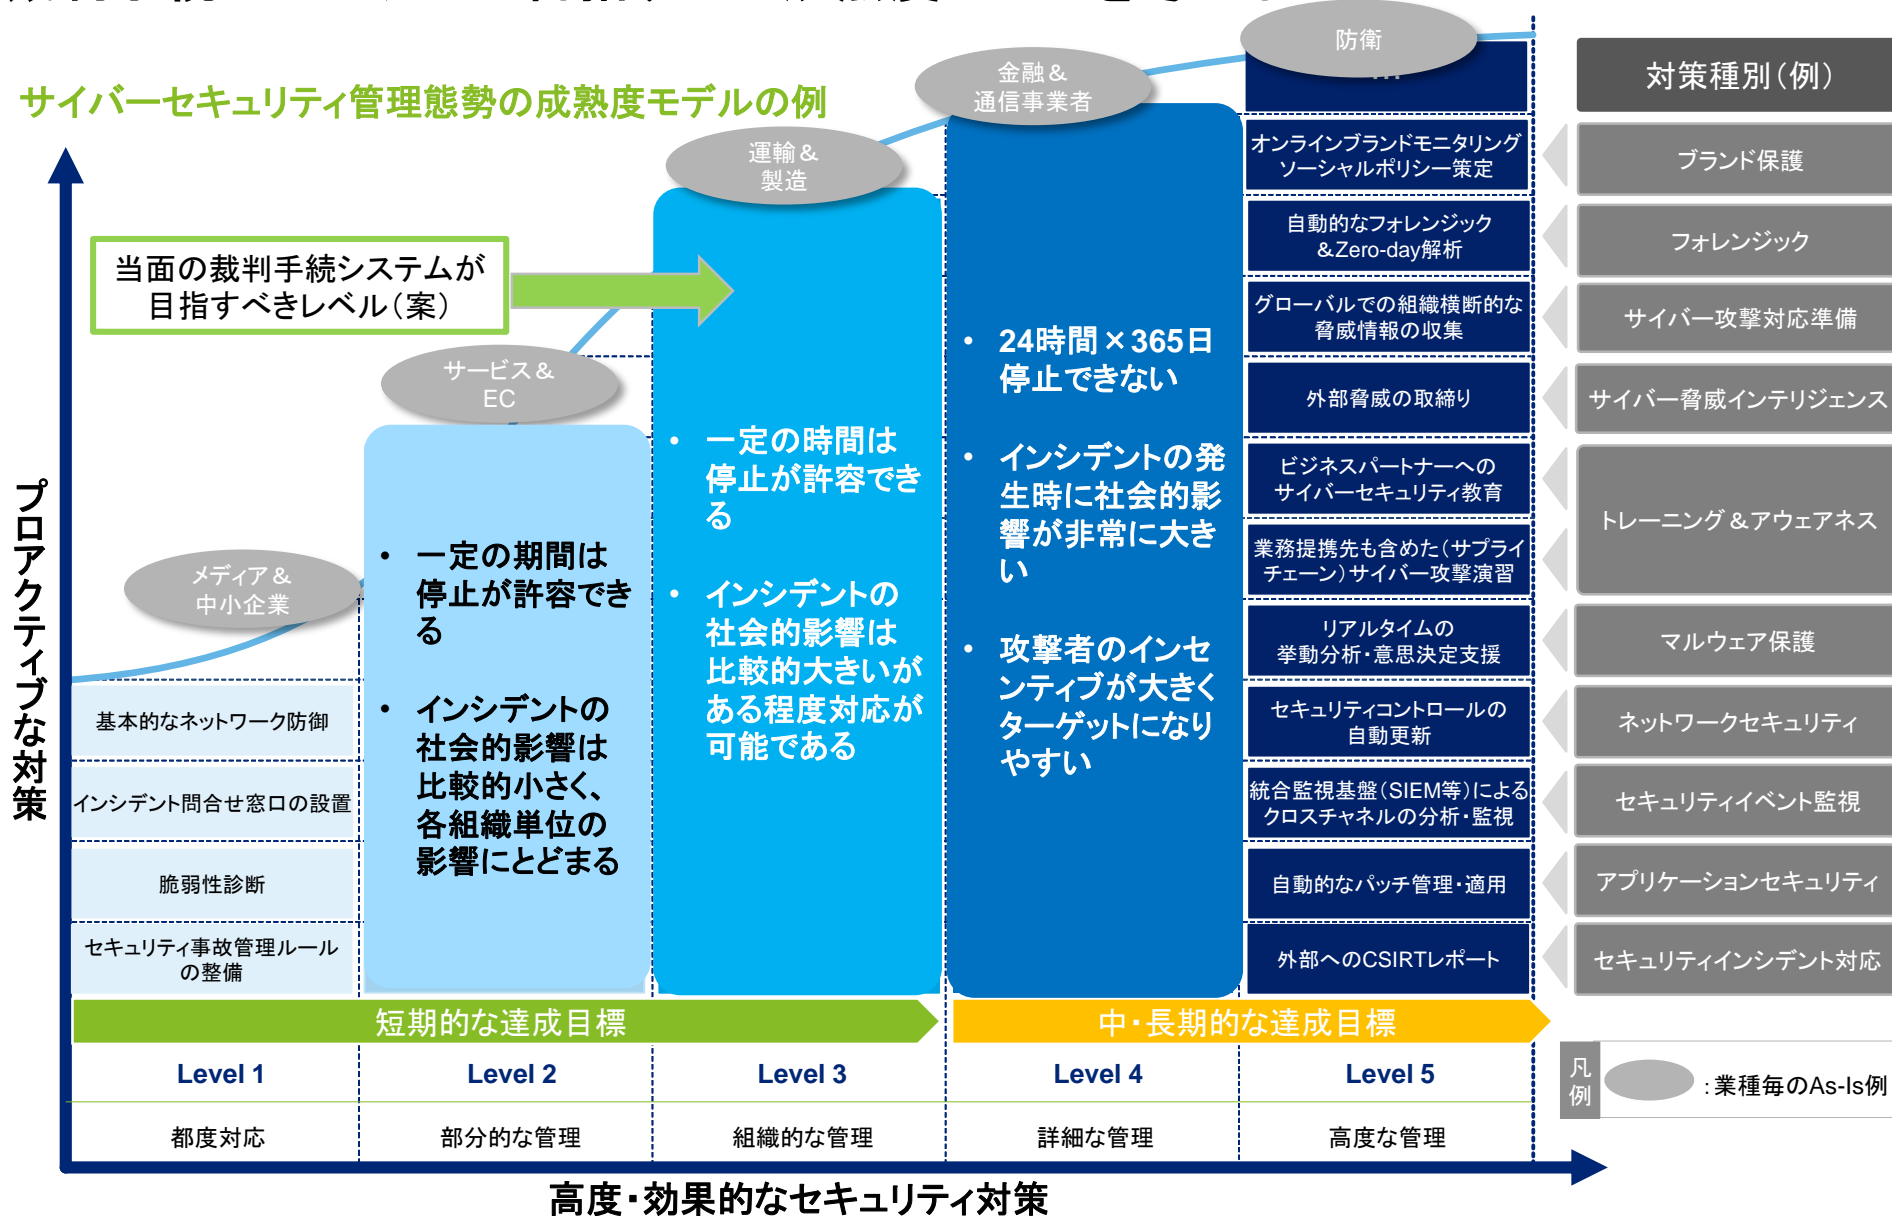 サイバーセキュリティ管理態勢の成熟度モデルの例
防衛
金融＆
通信事業者
運輸＆
製造
サービス＆
EC
メディア＆
中小企業
当面の裁判手続システムが
目指すべきレベル（案）
プロアクティブな対策
基本的なネットワーク防御
インシデント問合せ窓口の設置
脆弱性診断
セキュリティ事故管理ルール
の整備
• 一定の期間は
停止が許容でき
る
• インシデントの
社会的影響は
比較的小さく、
各組織単位の
影響にとどまる
• 一定の時間は
停止が許容でき
る
• インシデントの
社会的影響は
比較的大きいが
ある程度対応が
可能である
• 24時間×365日
停止できない
• インシデントの発
生時に社会的影
響が非常に大き
い
• 攻撃者のインセ
ンティブが大きく
ターゲットになり
やすい
オンラインブランドモニタリング
ソーシャルポリシー策定
自動的なフォレンジック
＆Zero-day解析
グローバルでの組織横断的な
脅威情報の収集
外部脅威の取締り
ビジネスパートナーへの
サイバーセキュリティ教育
業務提携先も含めた（サプライ
チェーン）サイバー攻撃演習
リアルタイムの
挙動分析・意思決定支援
セキュリティコントロールの
自動更新
統合監視基盤（SIEM等）による
クロスチャネルの分析・監視
自動的なパッチ管理・適用
外部へのCSIRTレポート
対策種別（例）
ブランド保護
フォレンジック
サイバー攻撃対応準備
サイバー脅威インテリジェンス
トレーニング＆アウェアネス
マルウェア保護
ネットワークセキュリティ
セキュリティイベント監視
アプリケーションセキュリティ
セキュリティインシデント対応
短期的な達成目標
中・長期的な達成目標
Level 1
Level 2
Level 3
Level 4
Level 5
都度対応
部分的な管理
組織的な管理
詳細な管理
高度な管理
高度・効果的なセキュリティ対策
凡例
：業種毎のAs-Is例